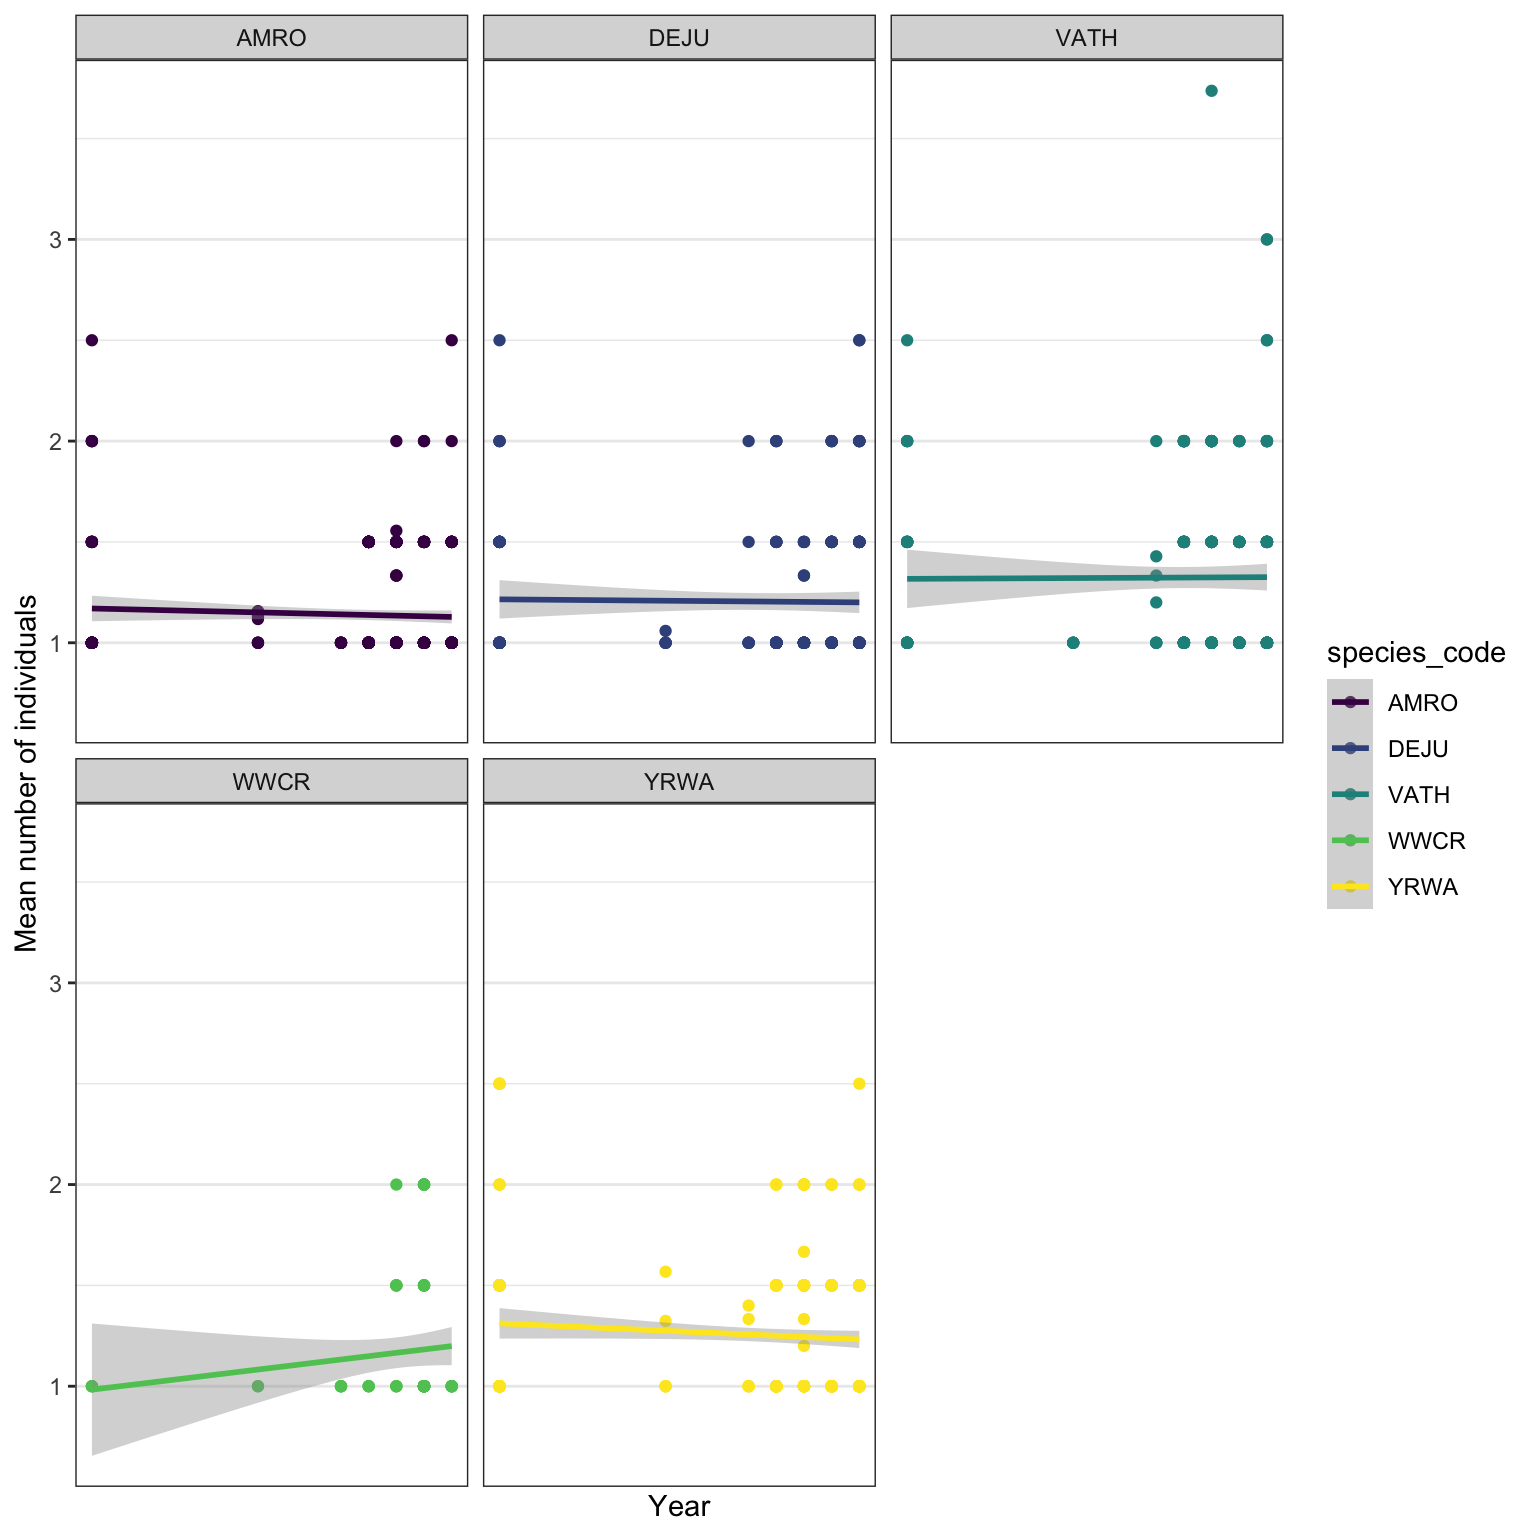 AMRO
DEJU
VATH
3
2
1
WWCR
YRWA
3
2
1
Mean number of individuals
Year
species_code
AMRO
DEJU
VATH
WWCR
YRWA